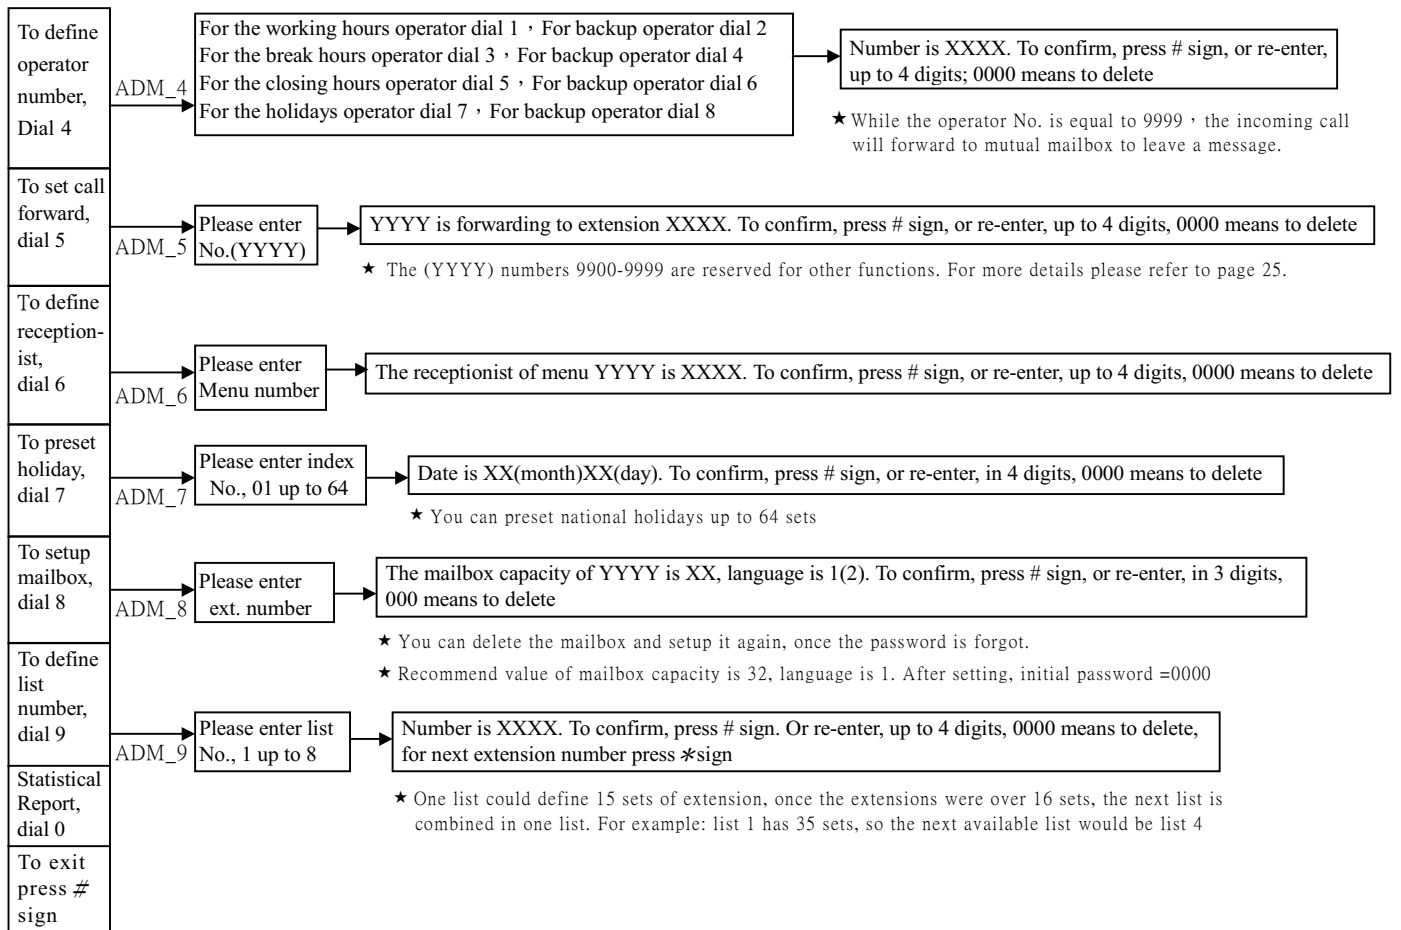 To define
operator
number,
Dial 4
ADM_4
For the working hours operator dial 1，For backup operator dial 2
For the break hours operator dial 3，For backup operator dial 4
For the closing hours operator dial 5，For backup operator dial 6
For the holidays operator dial 7，For backup operator dial 8
Number is XXXX. To confirm, press # sign, or re-enter,
up to 4 digits; 0000 means to delete
★ While the operator No. is equal to 9999，the incoming call
will forward to mutual mailbox to leave a message.
To set call
forward,
dial 5
ADM_5
Please enter
No.(YYYY)
YYYY is forwarding to extension XXXX. To confirm, press # sign, or re-enter, up to 4 digits, 0000 means to delete
★ The (YYYY) numbers 9900-9999 are reserved for other functions. For more details please refer to page 25.
To define
reception-
ist,
dial 6
ADM_6
Please enter
Menu number
The receptionist of menu YYYY is XXXX. To confirm, press # sign, or re-enter, up to 4 digits, 0000 means to delete
To preset
holiday,
dial 7
ADM_7
Please enter index
No., 01 up to 64
Date is XX(month)XX(day). To confirm, press # sign, or re-enter, in 4 digits, 0000 means to delete
★ You can preset national holidays up to 64 sets
To setup
mailbox,
dial 8
ADM_8
Please enter
ext. number
The mailbox capacity of YYYY is XX, language is 1(2). To confirm, press # sign, or re-enter, in 3 digits,
000 means to delete
★ You can delete the mailbox and setup it again, once the password is forgot.
★ Recommend value of mailbox capacity is 32, language is 1. After setting, initial password =0000
To define
list
number,
dial 9
ADM_9
Please enter list
No., 1 up to 8
Number is XXXX. To confirm, press # sign. Or re-enter, up to 4 digits, 0000 means to delete,
for next extension number press ＊sign
★ One list could define 15 sets of extension, once the extensions were over 16 sets, the next list is
combined in one list. For example: list 1 has 35 sets, so the next available list would be list 4
Statistical
Report,
dial 0
To exit
press #
sign